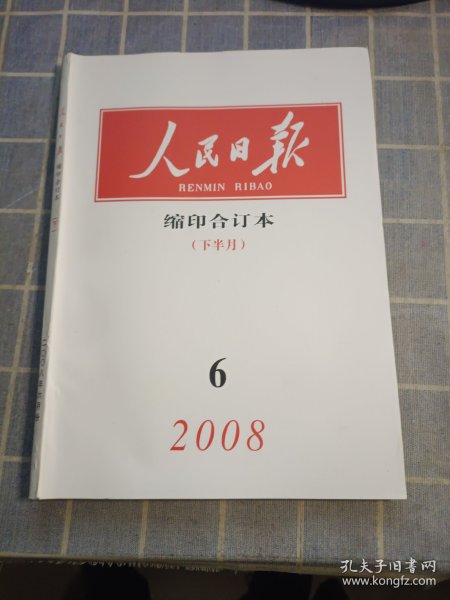 人民日报
RENMIN RIBAO
缩印合订本
（下半月）
6
2008
孔夫子旧书网
www.kongfz.com